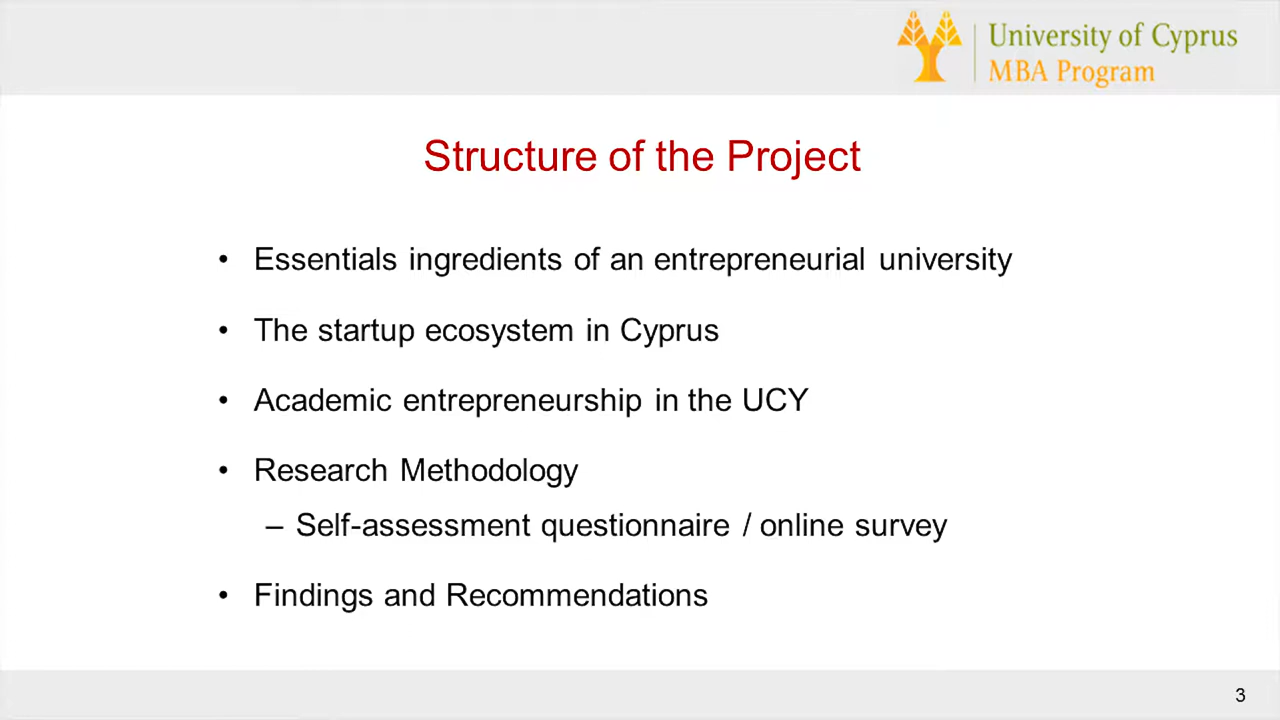 University of Cyprus
MBA Program
Structure of the Project
• Essentials ingredients of an entrepreneurial university
• The startup ecosystem in Cyprus
• Academic entrepreneurship in the UCY
• Research Methodology
– Self-assessment questionnaire / online survey
• Findings and Recommendations
3